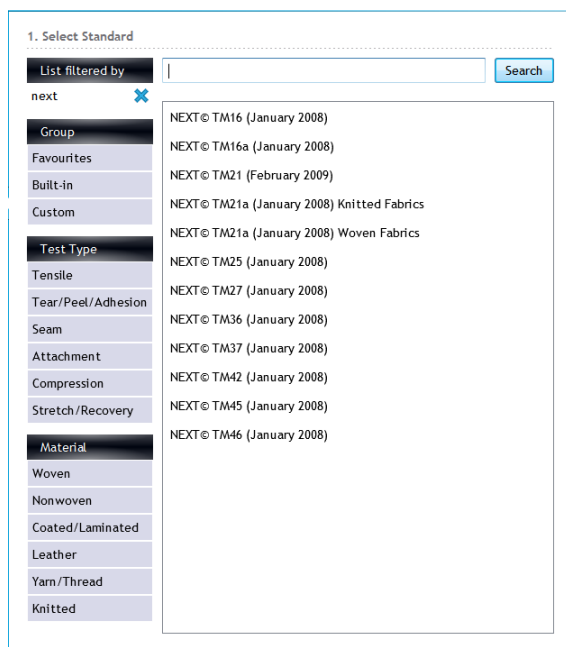 1. Select Standard
List filtered by
Search
next
Group
Favourites
Built-in
Custom
Test Type
Tensile
Tear/Peel/Adhesion
Seam
Attachment
Compression
Stretch/Recovery
Material
Woven
Nonwoven
Coated/Laminated
Leather
Yarn/Thread
Knitted
NEXT© TM16 (January 2008)
NEXT© TM16a (January 2008)
NEXT© TM21 (February 2009)
NEXT© TM21a (January 2008) Knitted Fabrics
NEXT© TM21a (January 2008) Woven Fabrics
NEXT© TM25 (January 2008)
NEXT© TM27 (January 2008)
NEXT© TM36 (January 2008)
NEXT© TM37 (January 2008)
NEXT© TM42 (January 2008)
NEXT© TM45 (January 2008)
NEXT© TM46 (January 2008)